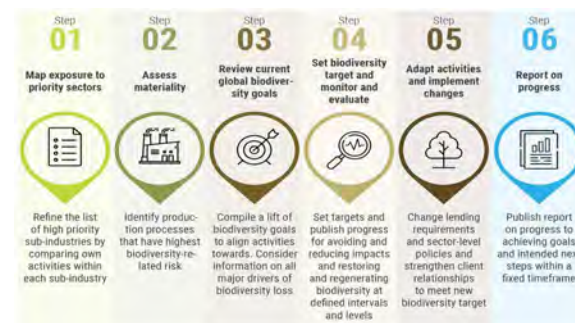 Step
01
Map exposure to
priority sectors
Refine the list
of high priority
sub-industries by
comparing own
activities within
each sub-industry
Step
02
Assess
materiality
Identify produc-
tion processes
that have highest
biodiversity-re-
lated risk
Step
03
Review current
global biodiver-
sity goals
Compile a lift of
biodiversity goals
to align activities
towards. Consider
information on all
major drivers of
biodiversity loss
Step
04
Set biodiversity
target and
monitor and
evaluate
Set targets and
publish progress
for avoiding and
reducing impacts
and restoring
and regenerating
biodiversity at
defined intervals
and levels
Step
05
Adapt activities
and implement
changes
Change lending
requirements
and sector-level
policies and
strengthen client
relationships
to meet new
biodiversity target
Step
06
Report on
progress
Publish report
on progress to
achieving goals
and intended next
steps within a
fixed timeframe